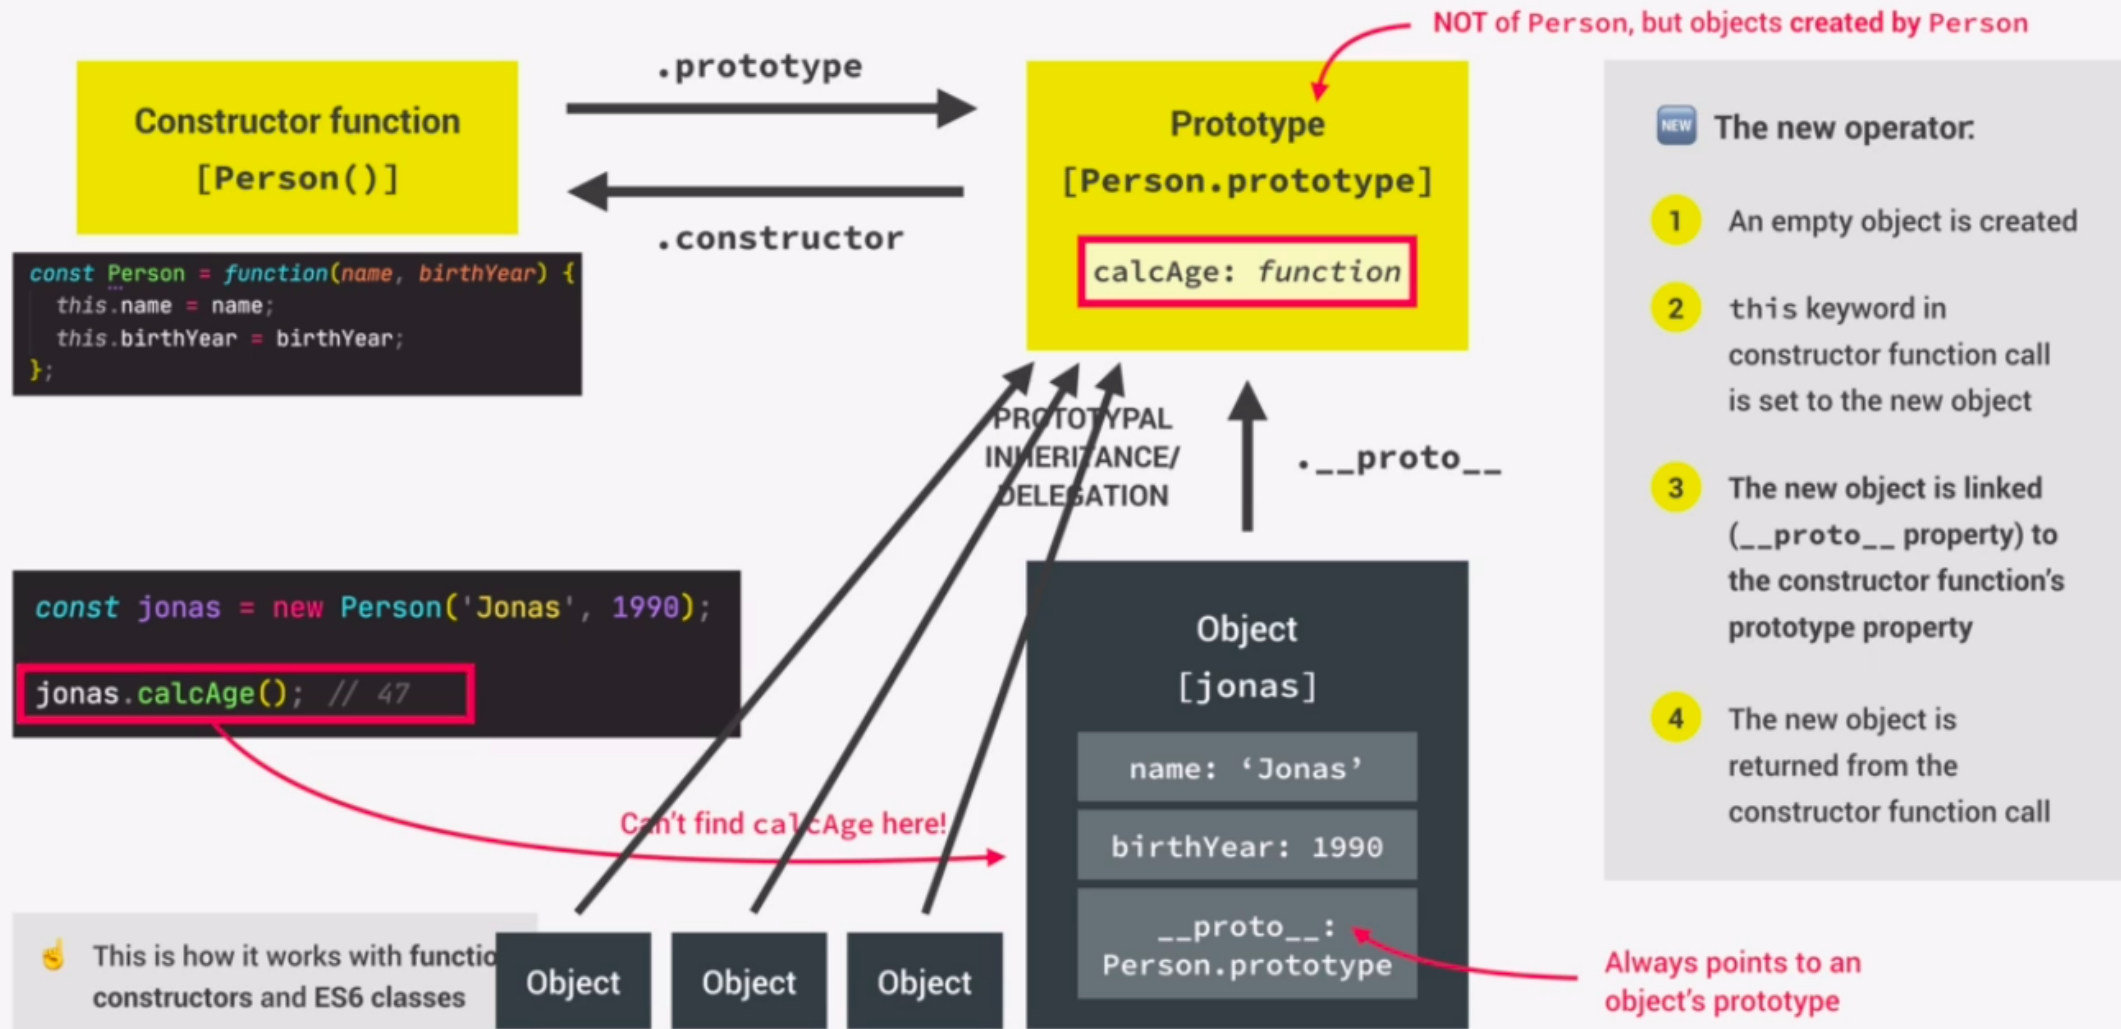 NOT of Person, but objects created by Person
Constructor function
[Person()]
.prototype
.constructor
Prototype
[Person.prototype]
calcAge: function
const Person = function(name, birthYear) {
this.name = name;
this.birthYear = birthYear;
};
PROTOTYPAL
INHERITANCE/
DELEGATION
.__proto__
const jonas = new Person('Jonas', 1990);
jonas.calcAge(); // 47
Can't find calcAge here!
Object
[jonas]
name: ‘Jonas’
birthYear: 1990
__proto__:
Person.prototype
☝ This is how it works with functio
constructors and ES6 classes
Object
Object
Object
NEW The new operator:
1 An empty object is created
2 this keyword in
constructor function call
is set to the new object
3 The new object is linked
(__proto__ property) to
the constructor function’s
prototype property
4 The new object is
returned from the
constructor function call
Always points to an
object’s prototype